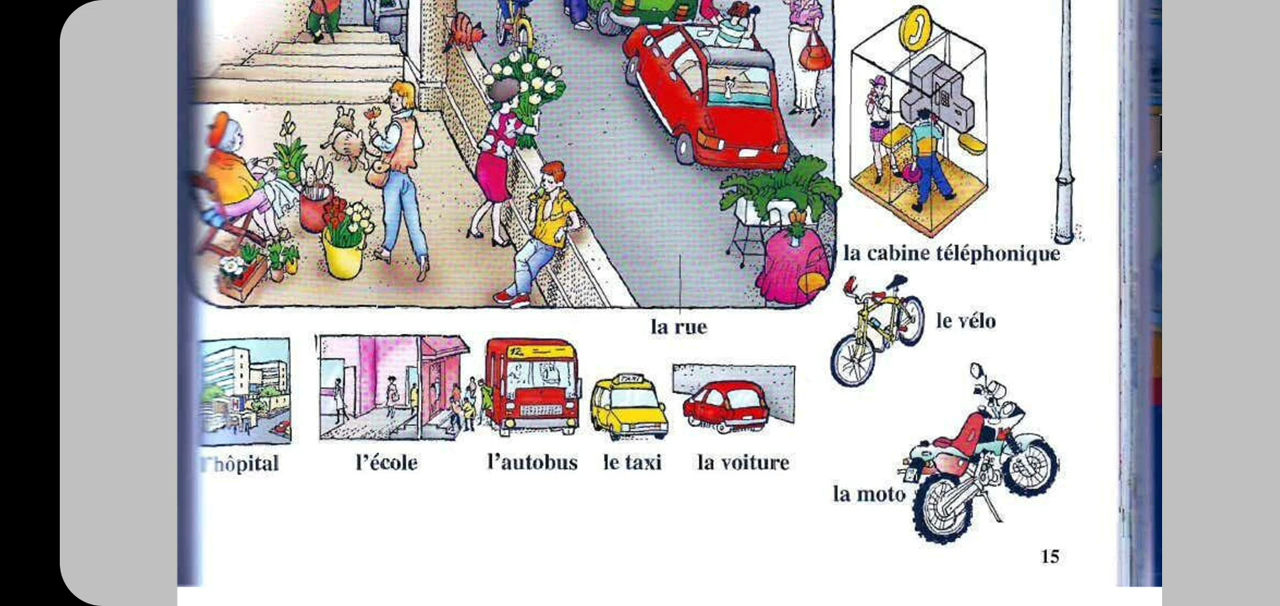 la cabine téléphonique
la rue
le vélo
l'hôpital
l'école
l'autobus
le taxi
la voiture
la moto
15